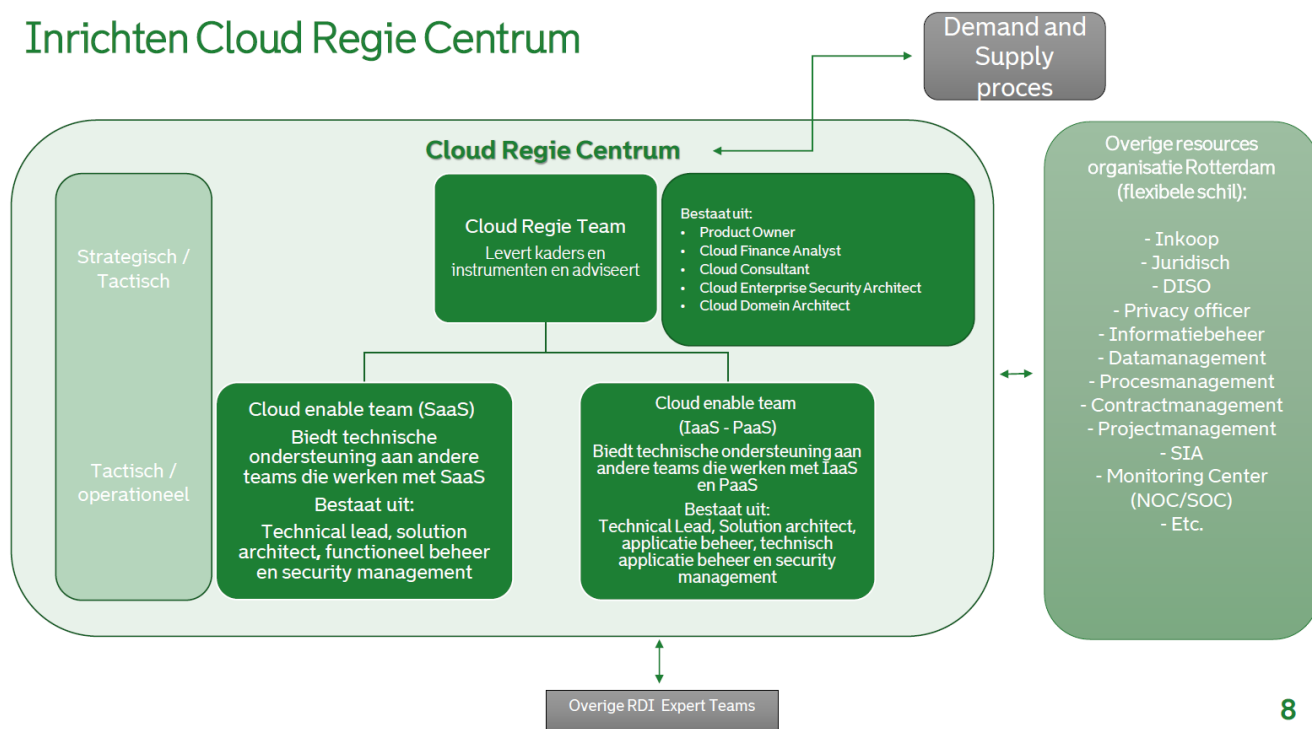 Inrichten Cloud Regie Centrum
Demand and
Supply
proces
Cloud Regie Centrum
Strategisch /
Tactisch
Tactisch /
operationeel
Cloud Regie Team
Levert kaders en
instrumenten en adviseert
Bestaat uit:
• Product Owner
• Cloud Finance Analyst
• Cloud Consultant
• Cloud Enterprise Security Architect
• Cloud Domein Architect
Cloud enable team (SaaS)
Biedt technische
ondersteuning aan andere
teams die werken met SaaS
Bestaat uit:
Technical lead, solution
architect, functioneel beheer
en security management
Cloud enable team
(IaaS - PaaS)
Biedt technische ondersteuning aan
andere teams die werken met IaaS
en PaaS
Bestaat uit:
Technical Lead, Solution architect,
applicatie beheer, technisch
applicatie beheer en security
management
Overige resources
organisatie Rotterdam
(flexibele schil):
- Inkoop
- Juridisch
- DISO
- Privacy officer
- Informatiebeheer
- Datamanagement
- Procesmanagement
- Contractmanagement
- Projectmanagement
- SIA
- Monitoring Center
(NOC/SOC)
- Etc.
Overige RDI Expert Teams
8